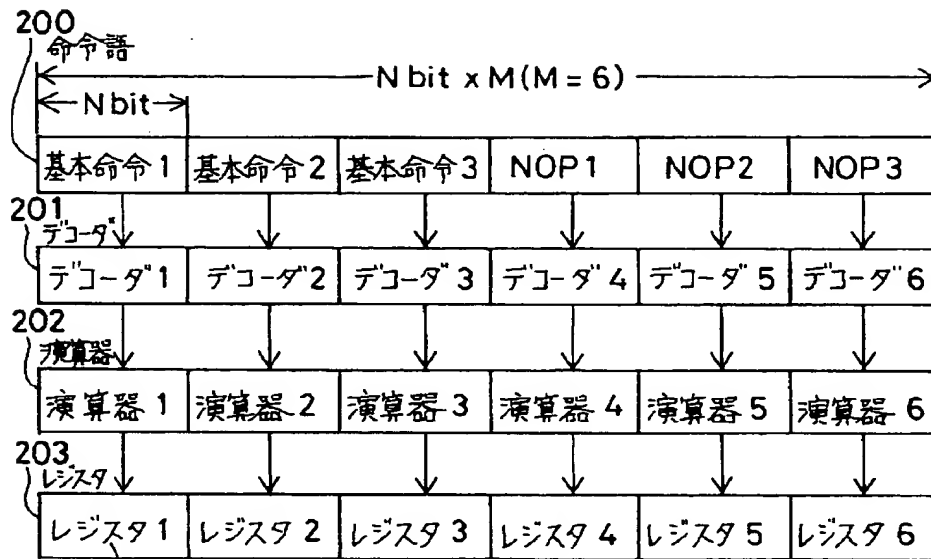 200
命令語
N bit x M(M = 6)
N bit
基本命令1 基本命令2 基本命令3 NOP1 NOP2 NOP3
201
デコーダ
デコーダ1 デコーダ2 デコーダ3 デコーダ4 デコーダ5 デコーダ6
202
演算器
演算器1 演算器2 演算器3 演算器4 演算器5 演算器6
203
レジスタ
レジスタ1 レジスタ2 レジスタ3 レジスタ4 レジスタ5 レジスタ6